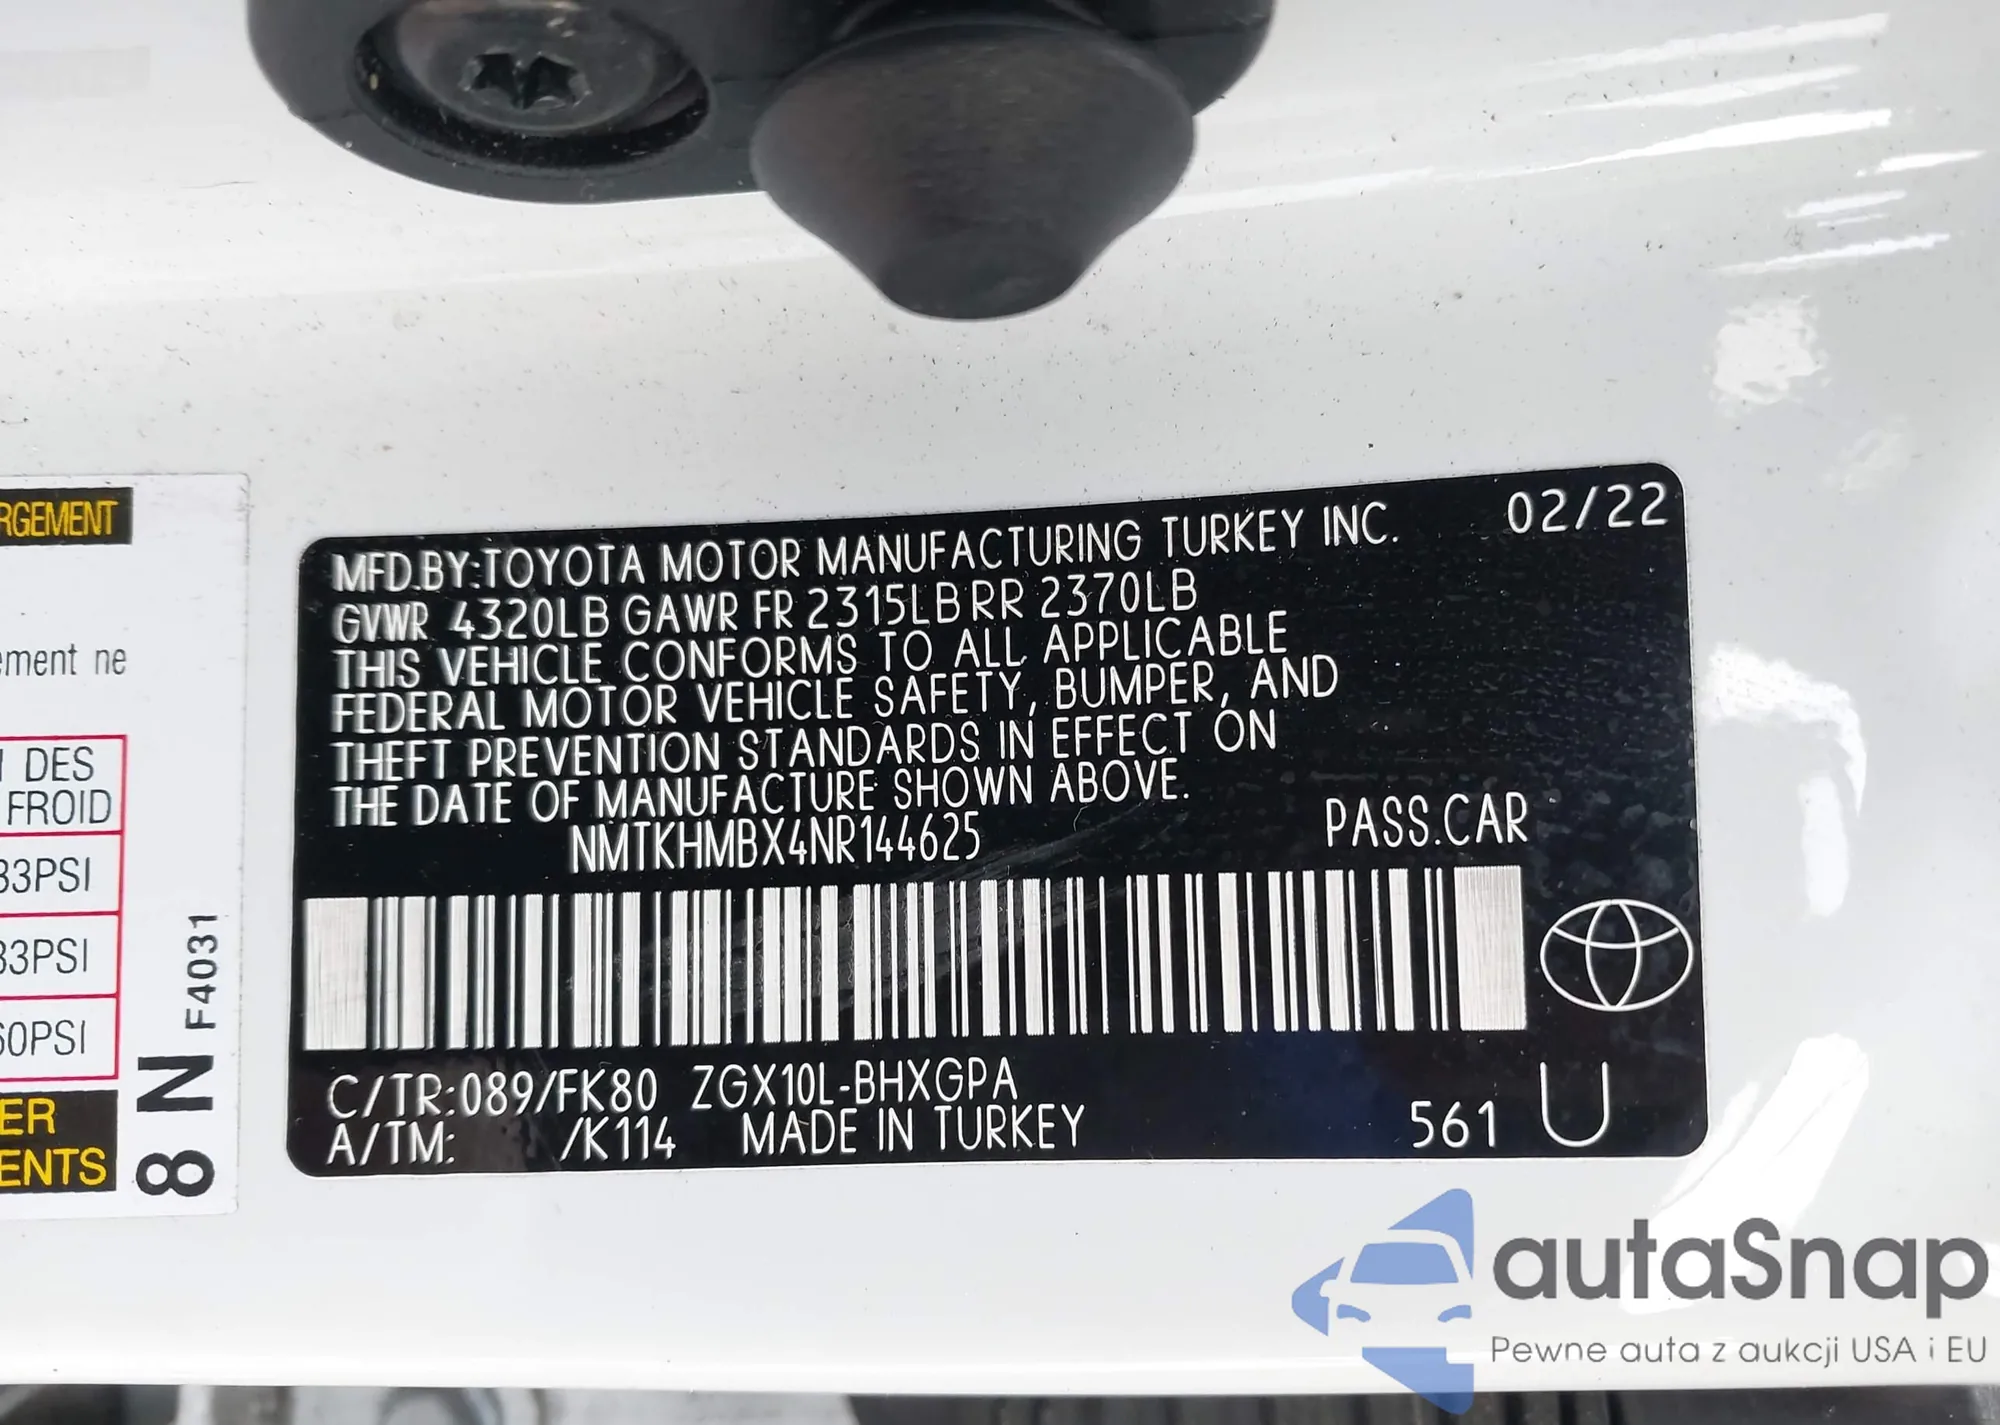 MFD.BY:TOYOTA MOTOR MANUFACTURING TURKEY INC. 02/22
GVWR 4320LB GAWR FR 2315LB RR 2370LB
THIS VEHICLE CONFORMS TO ALL APPLICABLE
FEDERAL MOTOR VEHICLE SAFETY, BUMPER, AND
THEFT PREVENTION STANDARDS IN EFFECT ON
THE DATE OF MANUFACTURE SHOWN ABOVE.
NMTKHMBX4NR144625 PASS.CAR
C/TR:089/FK80 ZGX10L-BHXGPA
A/TM: /K114 MADE IN TURKEY 561 U
RGEMENT
ement ne
DES
FROID
33PSI
33PSI
60PSI
ER
ENTS
8 N F4031
autoSnap
Pewne auta z aukcji USA i EU